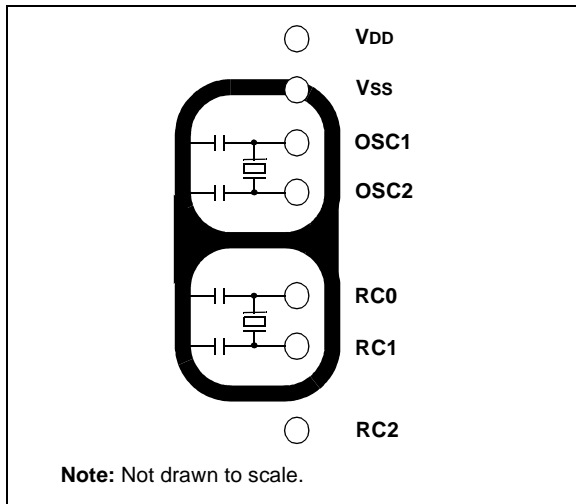 VDD
VSS
OSC1
OSC2
RC0
RC1
RC2
Note: Not drawn to scale.